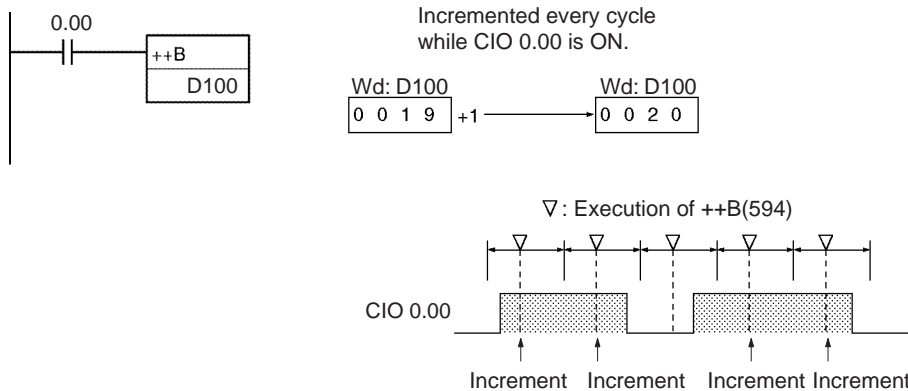 0.00
++B
D100
Incremented every cycle
while CIO 0.00 is ON.
Wd: D100
Wd: D100
0 0 1 9
+1
0 0 2 0
▽: Execution of ++B(594)
CIO 0.00
Increment Increment Increment Increment